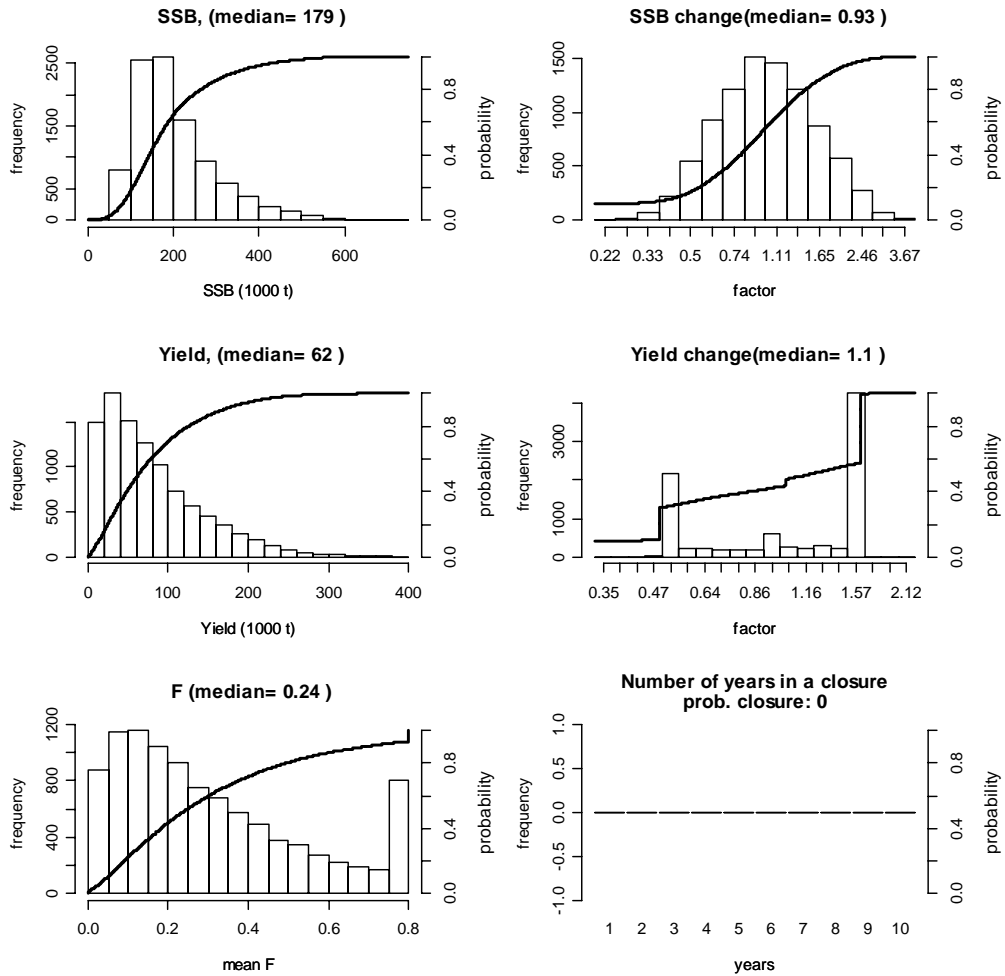 SSB, (median= 179 )
frequency
0 500 1500 2500
0.0 0.4 0.8
probability
0 200 400 600
SSB (1000 t)
SSB change(median= 0.93 )
frequency
0 500 1000 1500
0.0 0.4 0.8
probability
0.22 0.33 0.5 0.74 1.11 1.65 2.46 3.67
factor
Yield, (median= 62 )
frequency
0 500 1000
0.0 0.4 0.8
probability
0 100 200 300 400
Yield (1000 t)
Yield change(median= 1.1 )
frequency
0 1000 3000
0.0 0.4 0.8
probability
0.35 0.47 0.64 0.86 1.16 1.57 2.12
factor
F (median= 0.24 )
frequency
0 400 800 1200
0.0 0.4 0.8
probability
0.0 0.2 0.4 0.6 0.8
mean F
Number of years in a closure
prob. closure: 0
frequency
-1.0 -0.5 0.0 0.5 1.0
0.0 0.4 0.8
probability
1 2 3 4 5 6 7 8 9 10
years